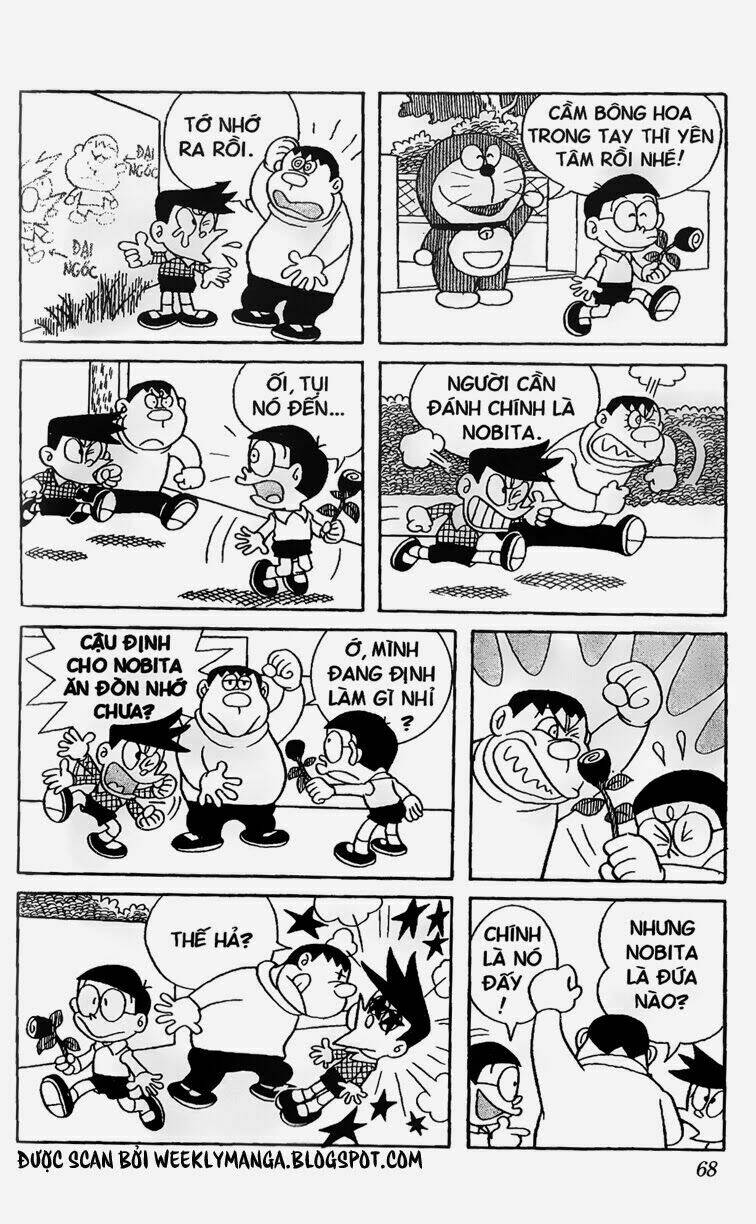 TỚ NHỚ
RA RỒI.
ĐẠI
NGỐC
ĐẠI
NGỐC
CẦM BÔNG HOA
TRONG TAY THÌ YÊN
TÂM RỒI NHÉ!
ỐI, TỤI
NÓ ĐẾN...
NGƯỜI CẦN
ĐÁNH CHÍNH LÀ
NOBITA.
CẬU ĐỊNH
CHO NOBITA
ĂN ĐÒN NHỚ
CHƯA?
Ớ, MÌNH
ĐANG ĐỊNH
LÀM GÌ NHỈ
?
THẾ HẢ?
CHÍNH
LÀ NÓ
ĐẤY
!
NHƯNG
NOBITA
LÀ ĐỨA
NÀO?
ĐƯỢC SCAN BỞI WEEKLYMANGA.BLOGSPOT.COM
68